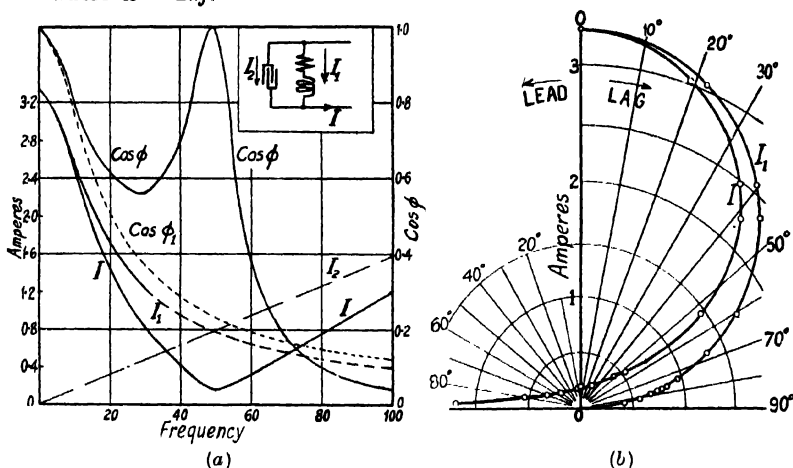 Cos φ
Cos φ
Cos φ₁
I₂
I₁
I
I
I₁
I₂
I
Amperes
3·2
2·8
2·4
2·0
1·6
1·2
0·8
0·4
0
Cos φ
1·0
0·8
0·6
0·4
0·2
0
20
40
60
80
100
Frequency
(a)
0
10°
20°
30°
50°
70°
90°
LEAD
LAG
I₁
I
Amperes
3
2
1
0
20°
40°
60°
80°
(b)